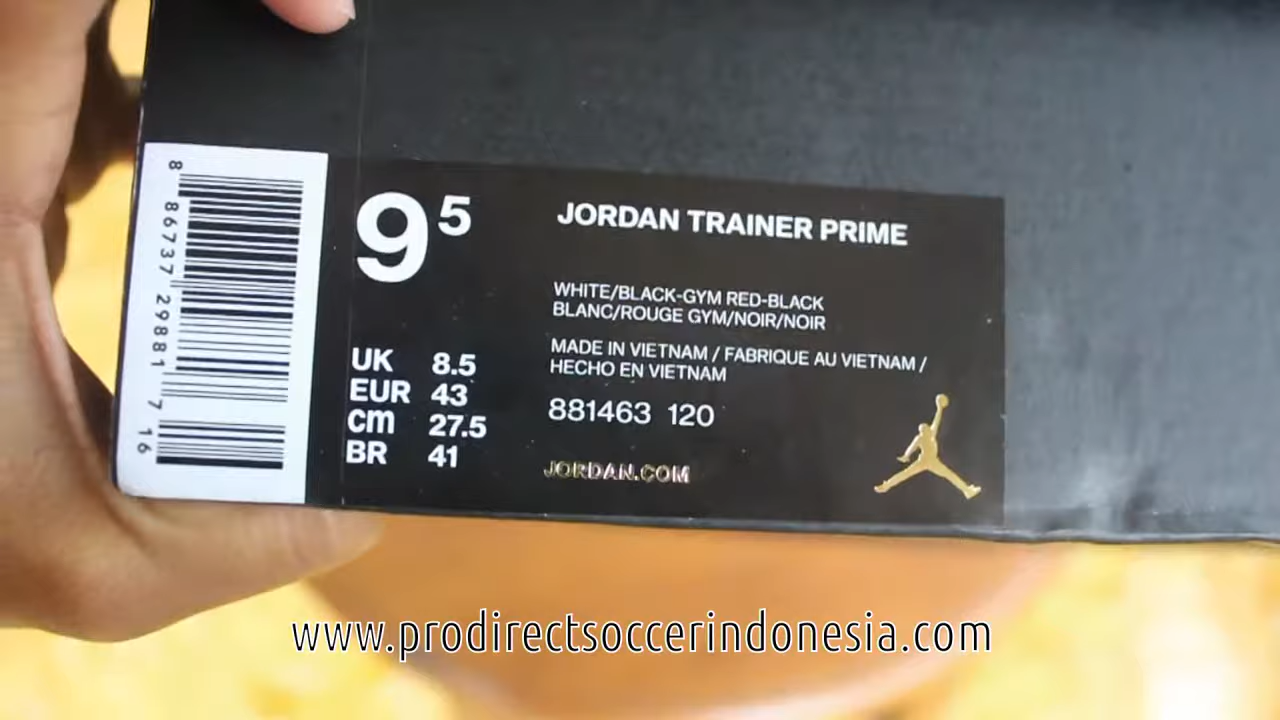 8 86737 29881 7 16
9 5
JORDAN TRAINER PRIME
WHITE/BLACK-GYM RED-BLACK
BLANC/ROUGE GYM/NOIR/NOIR
MADE IN VIETNAM / FABRIQUE AU VIETNAM /
HECHO EN VIETNAM
881463 120
JORDAN.COM
UK 8.5
EUR 43
cm 27.5
BR 41
www.prodirectsoccerindonesia.com